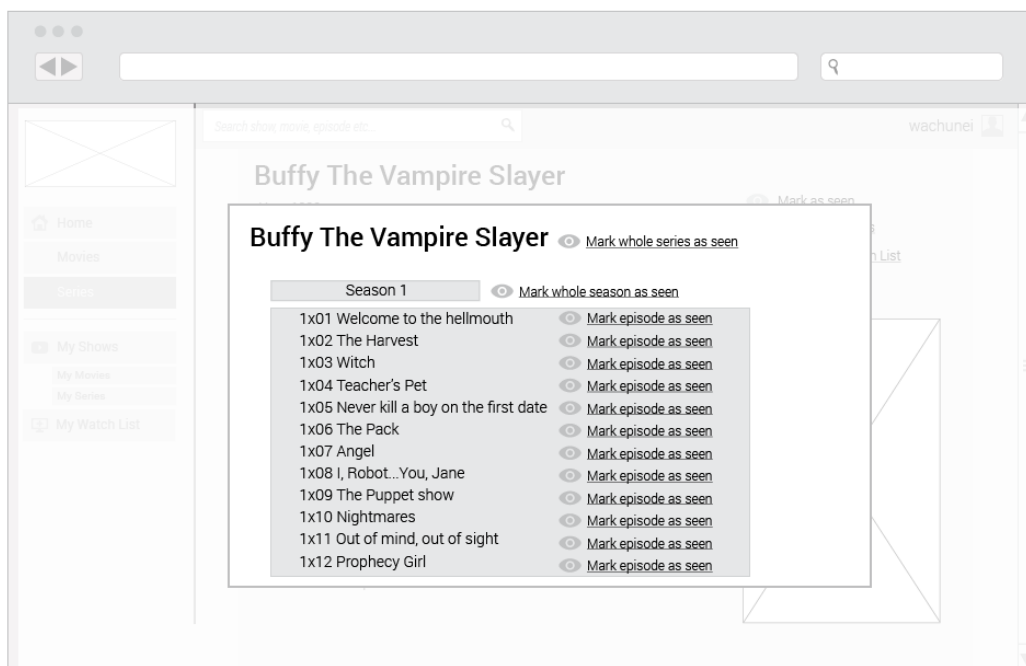 Search show, movie, episode etc...
wachunei
Buffy The Vampire Slayer
Mark as seen
Home
Movies
Series
My Shows
My Movies
My Series
My Watch List
Buffy The Vampire Slayer Mark whole series as seen
Season 1 Mark whole season as seen
1x01 Welcome to the hellmouth Mark episode as seen
1x02 The Harvest Mark episode as seen
1x03 Witch Mark episode as seen
1x04 Teacher's Pet Mark episode as seen
1x05 Never kill a boy on the first date Mark episode as seen
1x06 The Pack Mark episode as seen
1x07 Angel Mark episode as seen
1x08 I, Robot...You, Jane Mark episode as seen
1x09 The Puppet show Mark episode as seen
1x10 Nightmares Mark episode as seen
1x11 Out of mind, out of sight Mark episode as seen
1x12 Prophecy Girl Mark episode as seen
List